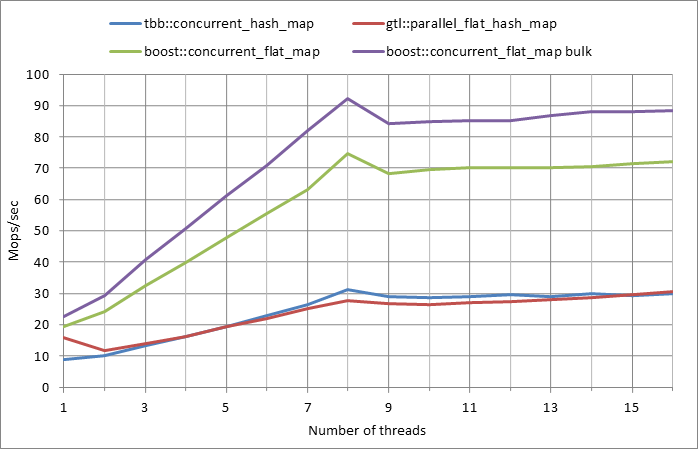 tbb::concurrent_hash_map gtl::parallel_flat_hash_map
boost::concurrent_flat_map boost::concurrent_flat_map bulk
100
90
80
70
60
50
40
30
20
10
0
Mops/sec
1 3 5 7 9 11 13 15
Number of threads